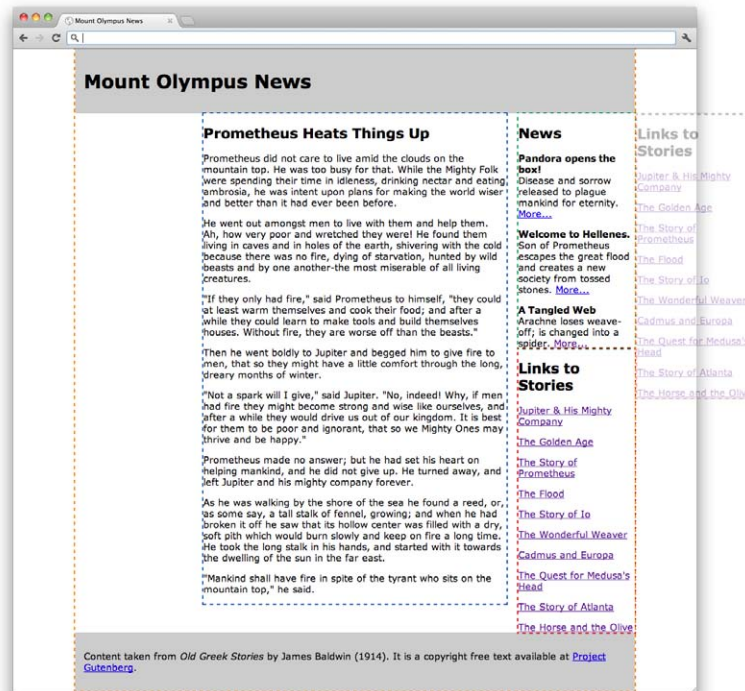 Mount Olympus News
Mount Olympus News
Prometheus Heats Things Up
Prometheus did not care to live amid the clouds on the
mountain top. He was too busy for that. While the Mighty Folk
were spending their time in idleness, drinking nectar and eating
ambrosia, he was intent upon plans for making the world wiser
and better than it had ever been before.
He went out amongst men to live with them and help them.
Ah, how very poor and wretched they were! He found them
living in caves and in holes of the earth, shivering with the cold
because there was no fire, dying of starvation, hunted by wild
beasts and by one another-the most miserable of all living
creatures.
"If they only had fire," said Prometheus to himself, "they could
at least warm themselves and cook their food; and after a
while they could learn to make tools and build themselves
houses. Without fire, they are worse off than the beasts."
Then he went boldly to Jupiter and begged him to give fire to
men, that so they might have a little comfort through the long,
dreary months of winter.
"Not a spark will I give," said Jupiter. "No, indeed! Why, if men
had fire they might become strong and wise like ourselves, and
after a while they would drive us out of our kingdom. It is best
for them to be poor and ignorant, that so we Mighty Ones may
thrive and be happy."
Prometheus made no answer; but he had set his heart on
helping mankind, and he did not give up. He turned away, and
left Jupiter and his mighty company forever.
As he was walking by the shore of the sea he found a reed, or,
as some say, a tall stalk of fennel, growing; and when he had
broken it off he saw that its hollow center was filled with a dry,
soft pith which would burn slowly and keep on fire a long time.
He took the long stalk in his hands, and started with it towards
the dwelling of the sun in the far east.
"Mankind shall have fire in spite of the tyrant who sits on the
mountain top," he said.
News
Pandora opens the
box!
Disease and sorrow
released to plague
mankind for eternity.
More...
Welcome to Hellenes.
Son of Prometheus
escapes the great flood
and creates a new
society from tossed
stones. More...
A Tangled Web
Arachne loses weave-
off; is changed into a
spider. More...
Links to
Stories
Jupiter & His Mighty
Company
The Golden Age
The Story of
Prometheus
The Flood
The Story of Io
The Wonderful Weaver
Cadmus and Europa
The Quest for Medusa's
Head
The Story of Atlanta
The Horse and the Olive
Links to
Stories
Jupiter & His Mighty
Company
The Golden Age
The Story of
Prometheus
The Flood
The Story of Io
The Wonderful Weaver
Cadmus and Europa
The Quest for Medusa's
Head
The Story of Atlanta
The Horse and the Olive
Content taken from Old Greek Stories by James Baldwin (1914). It is a copyright free text available at Project
Gutenberg.